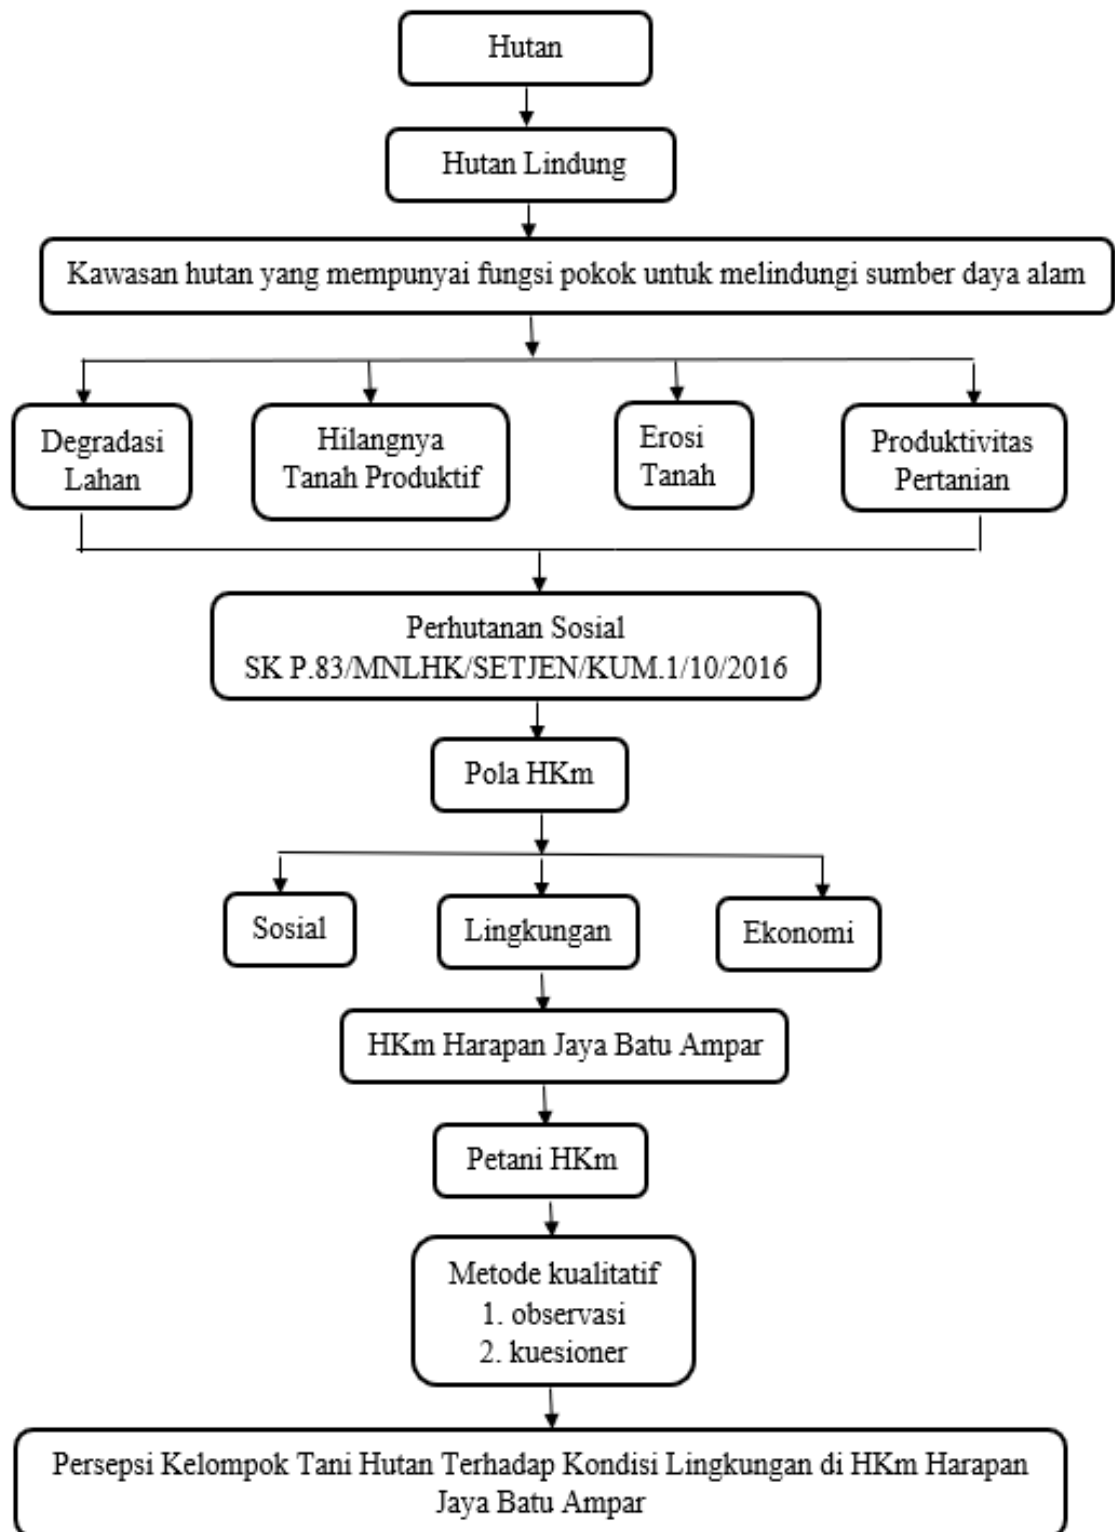 Hutan
Hutan Lindung
Kawasan hutan yang mempunyai fungsi pokok untuk melindungi sumber daya alam
Degradasi
Lahan
Hilangnya
Tanah Produktif
Erosi
Tanah
Produktivitas
Pertanian
Perhutanan Sosial
SK P.83/MNLHK/SETJEN/KUM.1/10/2016
Pola HKm
Sosial
Lingkungan
Ekonomi
HKm Harapan Jaya Batu Ampar
Petani HKm
Metode kualitatif
1. observasi
2. kuesioner
Persepsi Kelompok Tani Hutan Terhadap Kondisi Lingkungan di HKm Harapan
Jaya Batu Ampar